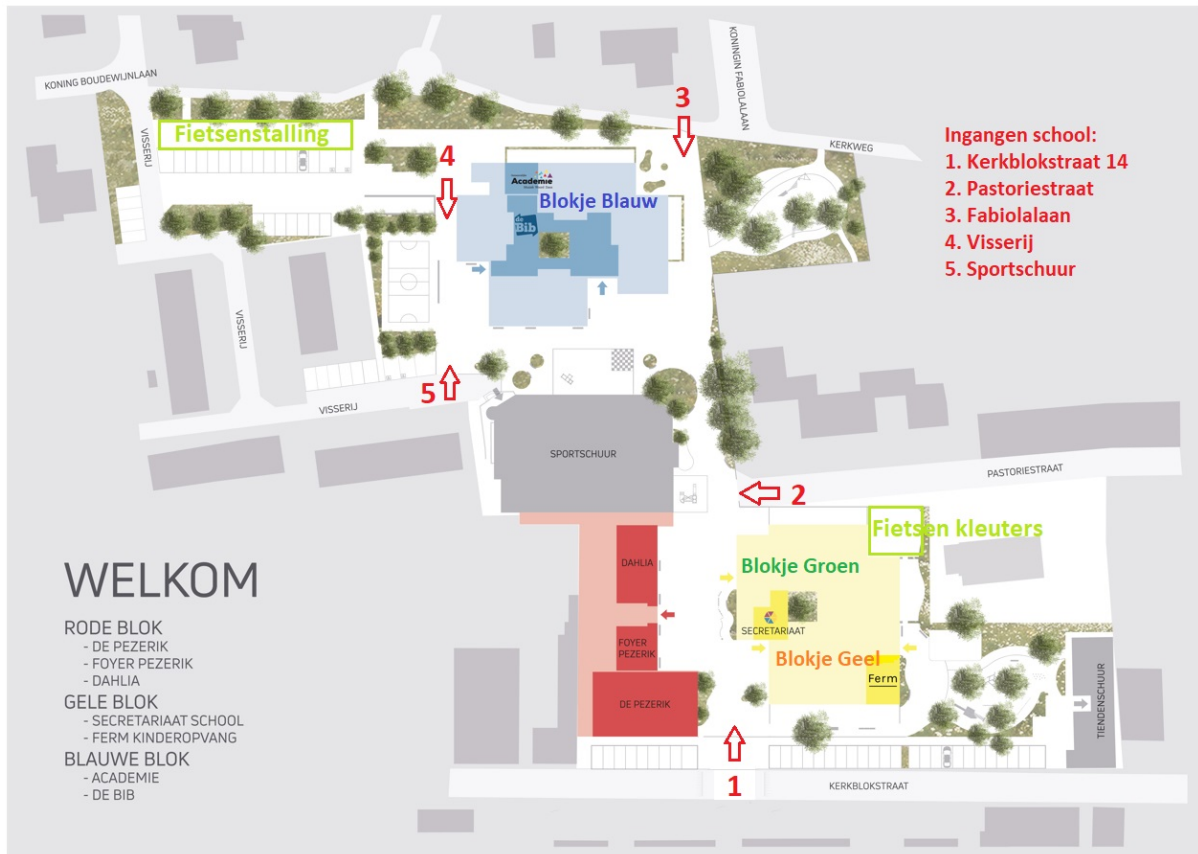 KONING BOUDEWIJNLAAN
KONINGIN FABIOLALAAN
KERKWEG
VISSERIJ
Fietsenstalling
3
4
Academie
Blokje Blauw
de
Bib
Ingangen school:
1. Kerkblokstraat 14
2. Pastoriestraat
3. Fabiolalaan
4. Visserij
5. Sportschuur
VISSERIJ
5
VISSERIJ
SPORTSCHUUR
PASTORIESTRAAT
2
Fietsen kleuters
DAHLIA
Blokje Groen
SECRETARIAAT
FOYER
PEZERIK
Blokje Geel
Ferm
DE PEZERIK
TIENDENSCHUUR
1
KERKBLOKSTRAAT
WELKOM
RODE BLOK
- DE PEZERIK
- FOYER PEZERIK
- DAHLIA
GELE BLOK
- SECRETARIAAT SCHOOL
- FERM KINDEROPVANG
BLAUWE BLOK
- ACADEMIE
- DE BIB